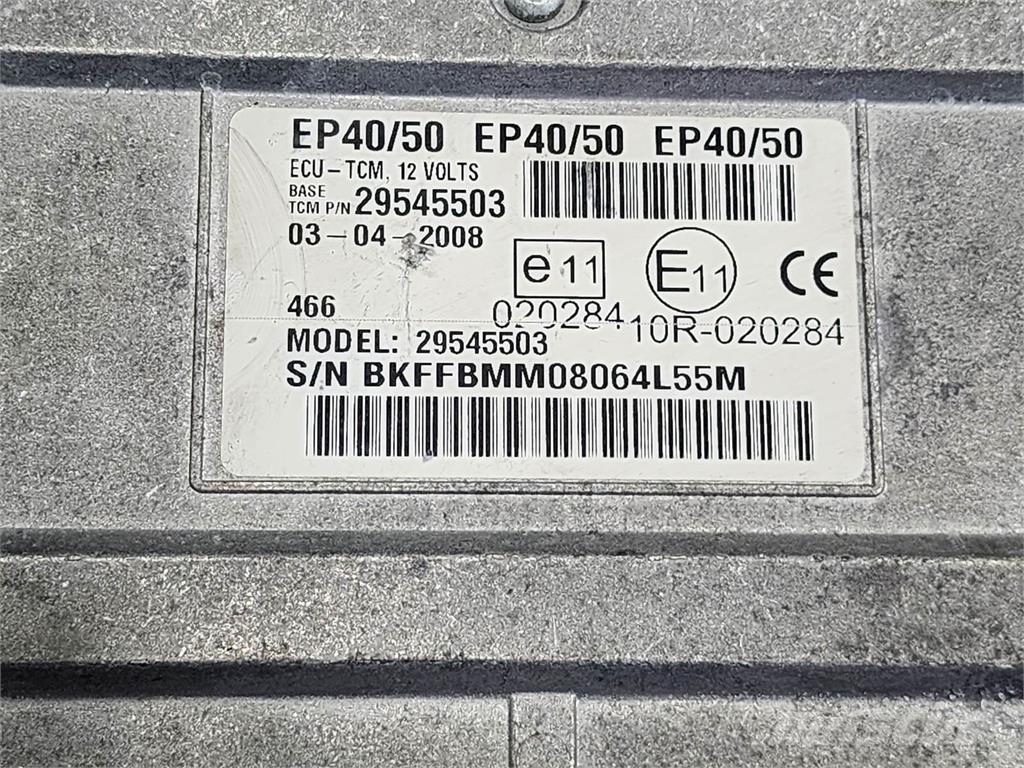 EP40/50 EP40/50 EP40/50
ECU-TCM, 12 VOLTS
BASE
TCM P/N 29545503
03-04-2008
e11
E11
CE
020284
10R-020284
466
MODEL: 29545503
S/N BKFFBMM08064L55M